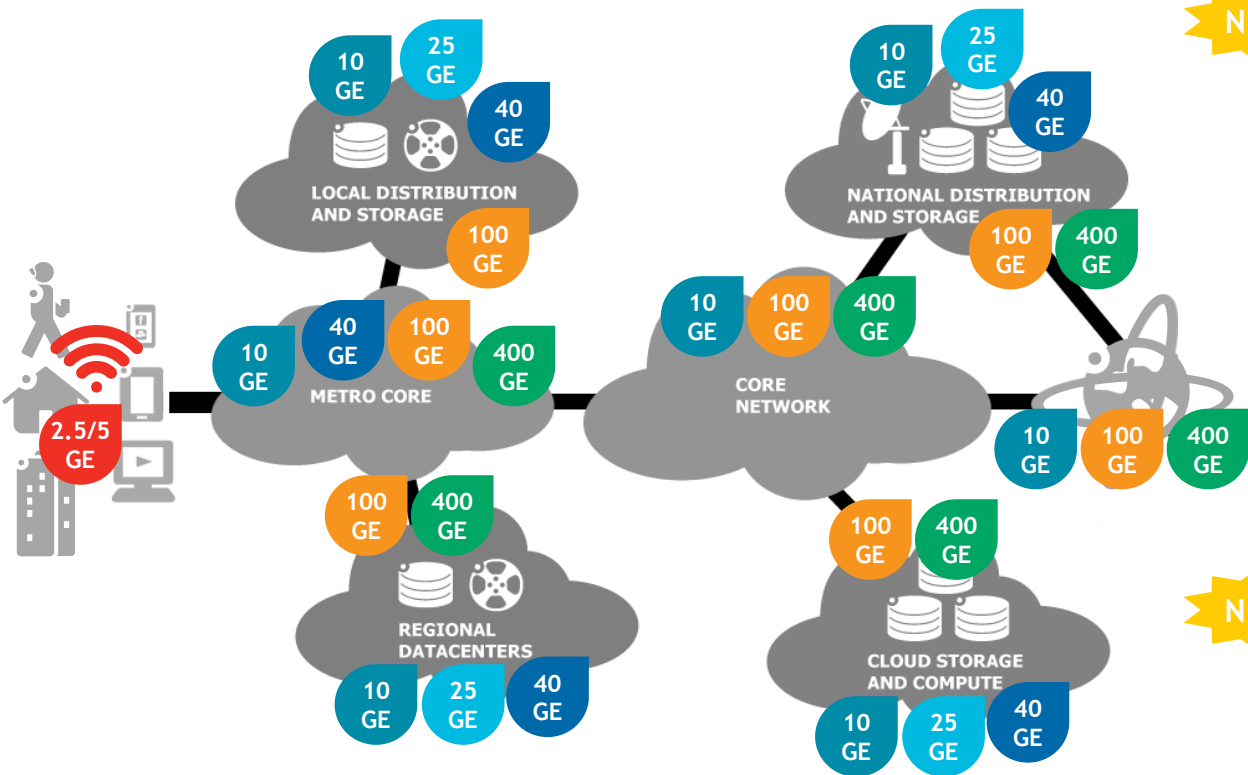 10
GE
25
GE
40
GE
LOCAL DISTRIBUTION
AND STORAGE
100
GE
10
GE
25
GE
40
GE
NATIONAL DISTRIBUTION
AND STORAGE
100
GE
400
GE
N
2.5/5
GE
10
GE
40
GE
100
GE
400
GE
METRO CORE
10
GE
100
GE
400
GE
CORE
NETWORK
10
GE
100
GE
400
GE
100
GE
400
GE
REGIONAL
DATACENTERS
10
GE
25
GE
40
GE
100
GE
400
GE
CLOUD STORAGE
AND COMPUTE
10
GE
25
GE
40
GE
N